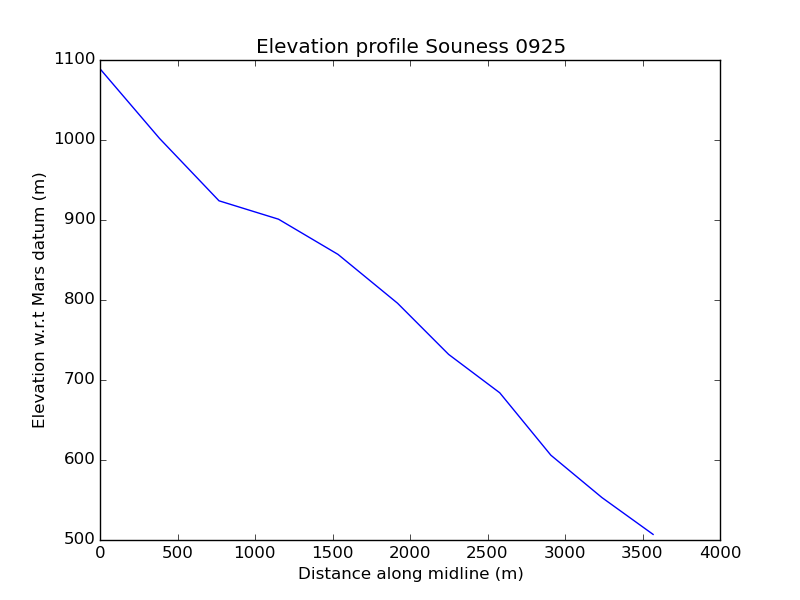 Elevation profile Souness 0925
1100
1000
900
800
700
600
500
Elevation w.r.t Mars datum (m)
0 500 1000 1500 2000 2500 3000 3500 4000
Distance along midline (m)